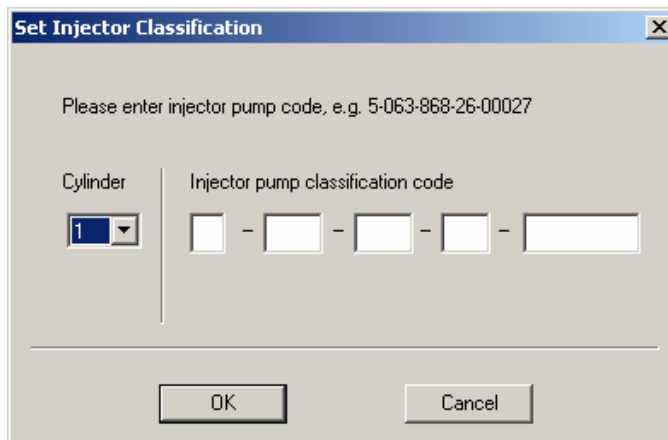 Set Injector Classification
Please enter injector pump code, e.g. 5-063-868-26-00027
Cylinder Injector pump classification code
1 - - - -
OK Cancel